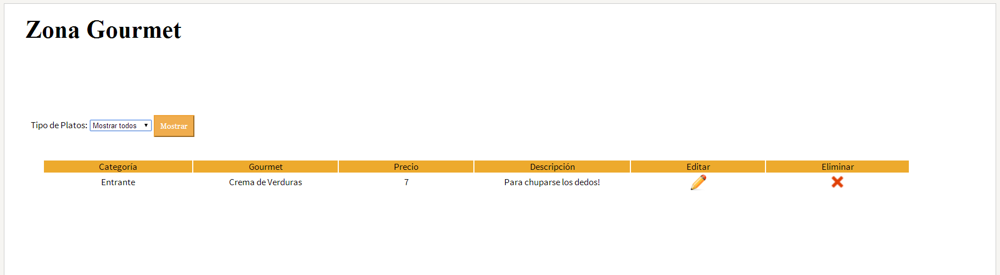 Zona Gourmet
Tipo de Platos: Mostrar todos Mostrar
Categoría Gourmet Precio Descripción Editar Eliminar
Entrante Crema de Verduras 7 Para chuparse los dedos!